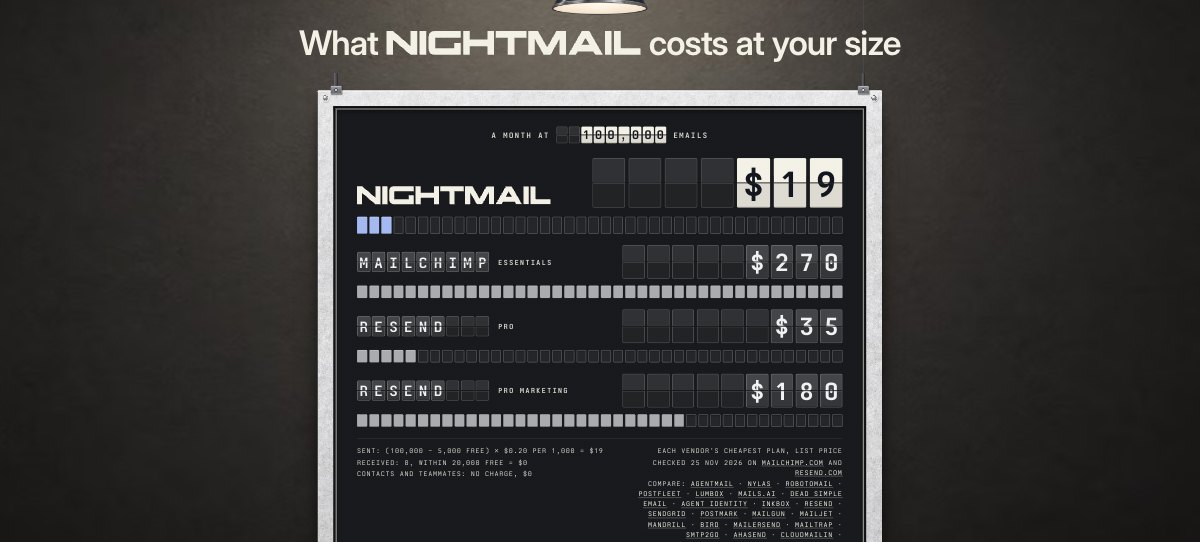 What NIGHTMAIL costs at your size
A MONTH AT 100,000 EMAILS
NIGHTMAIL $19
MAILCHIMP ESSENTIALS $270
RESEND PRO $35
RESEND PRO MARKETING $180
SENT: (100,000 − 5,000 FREE) × $0.20 PER 1,000 = $19
RECEIVED: 0, WITHIN 20,000 FREE = $0
CONTACTS AND TEAMMATES: NO CHARGE, $0
EACH VENDOR'S CHEAPEST PLAN, LIST PRICE
CHECKED 25 NOV 2026 ON MAILCHIMP.COM AND
RESEND.COM
COMPARE: AGENTMAIL · NYLAS · ROBOTOMAIL ·
POSTFLEET · LUMBOX · MAILS.AI · DEAD SIMPLE
EMAIL · AGENT IDENTITY · INKBOX · RESEND ·
SENDGRID · POSTMARK · MAILGUN · MAILJET ·
MANDRILL · BIRD · MAILERSEND · MAILTRAP ·
SMTP2GO · AHASEND · CLOUDMAILIN ·